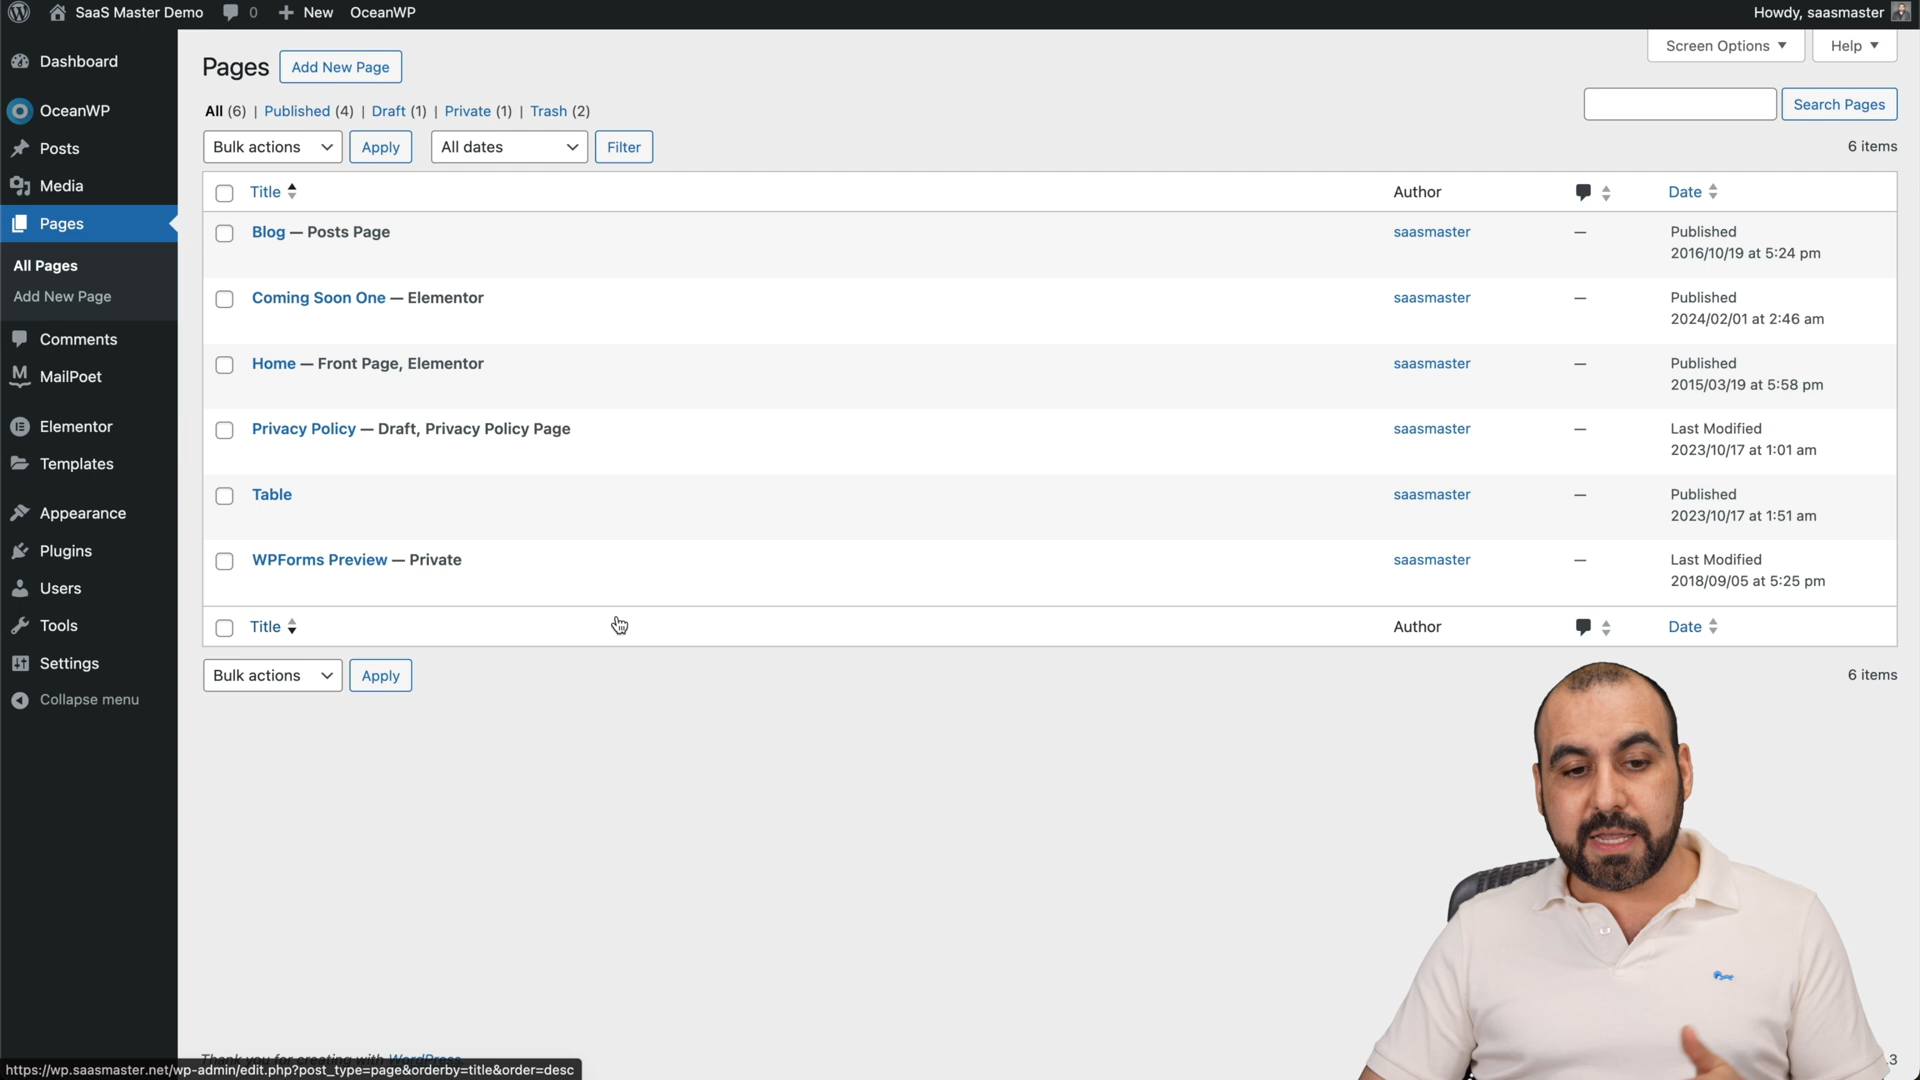 SaaS Master Demo 0 New OceanWP Howdy, saasmaster
Screen Options Help
Dashboard
OceanWP
Posts
Media
Pages
All Pages
Add New Page
Comments
MailPoet
Elementor
Templates
Appearance
Plugins
Users
Tools
Settings
Collapse menu
Pages Add New Page
All (6) | Published (4) | Draft (1) | Private (1) | Trash (2)
Search Pages
Bulk actions Apply All dates Filter 6 items
Title Author Date
Blog — Posts Page saasmaster — Published
2016/10/19 at 5:24 pm
Coming Soon One — Elementor saasmaster — Published
2024/02/01 at 2:46 am
Home — Front Page, Elementor saasmaster — Published
2015/03/19 at 5:58 pm
Privacy Policy — Draft, Privacy Policy Page saasmaster — Last Modified
2023/10/17 at 1:01 am
Table saasmaster — Published
2023/10/17 at 1:51 am
WPForms Preview — Private saasmaster — Last Modified
2018/09/05 at 5:25 pm
Title Author Date
Bulk actions Apply 6 items
Thank you for creating with WordPress.
.3
https://wp.saasmaster.net/wp-admin/edit.php?post_type=page&orderby=title&order=desc